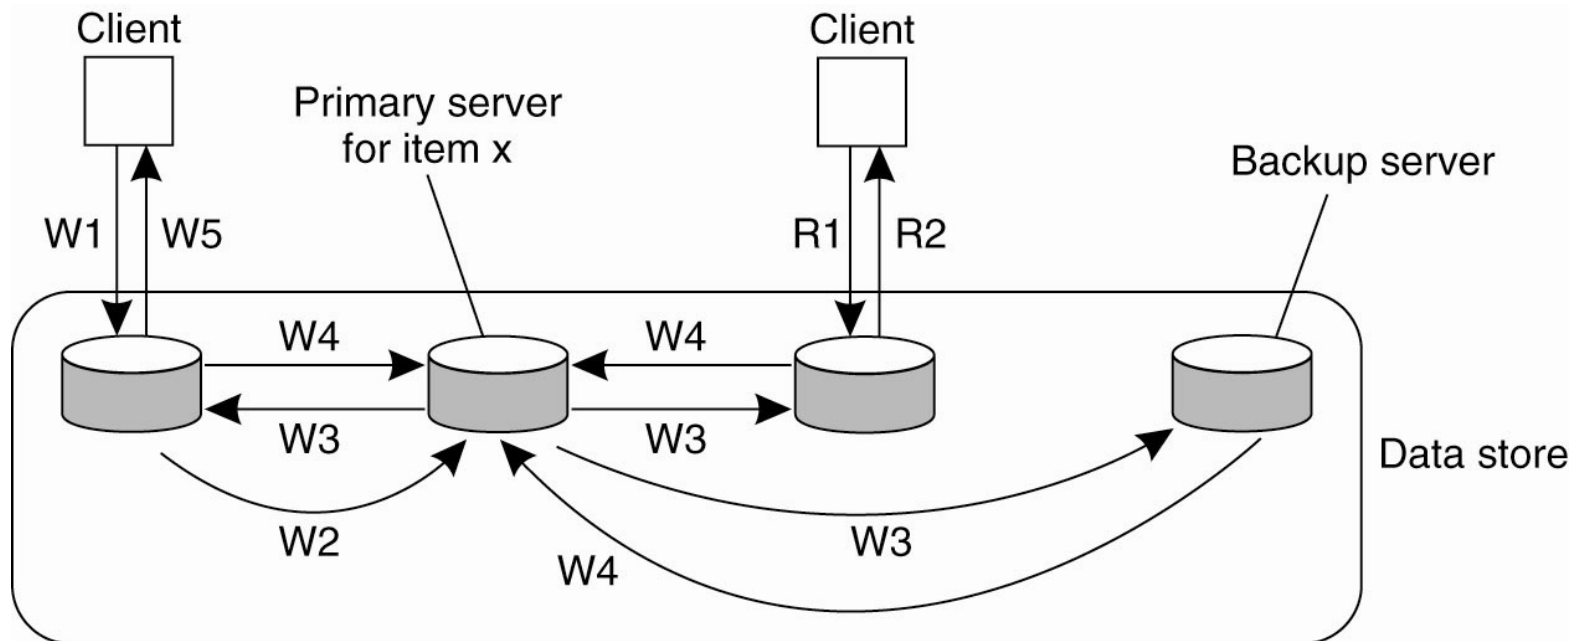 Client
Client
Primary server
for item x
Backup server
W1
W5
R1
R2
W4
W4
W3
W3
Data store
W2
W3
W4